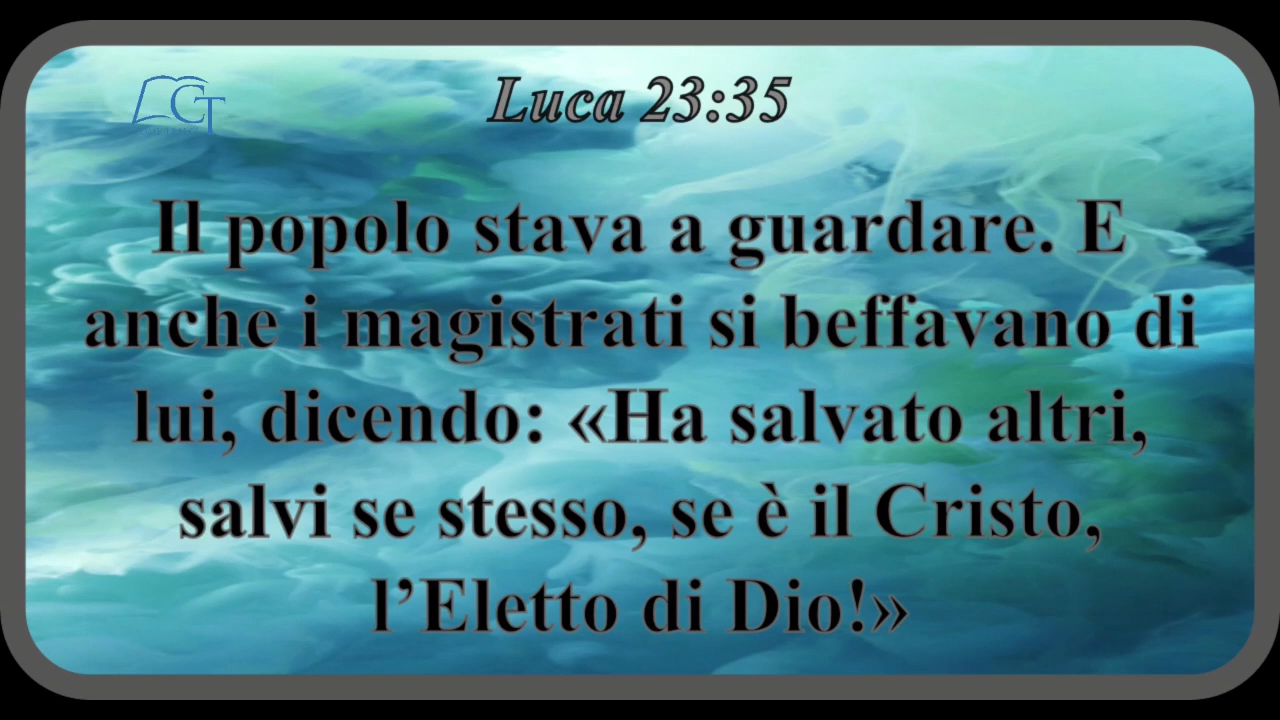 Luca 23:35
CT
Il popolo stava a guardare. E
anche i magistrati si beffavano di
lui, dicendo: «Ha salvato altri,
salvi se stesso, se è il Cristo,
l’Eletto di Dio!»